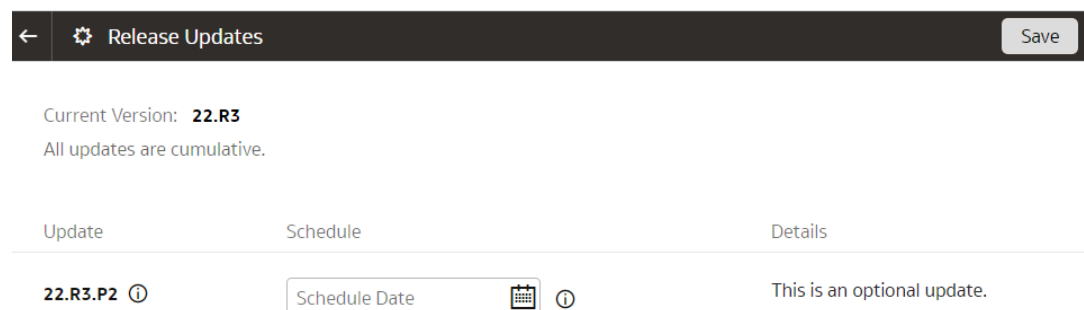 Release Updates
Save
Current Version: 22.R3
All updates are cumulative.
Update Schedule Details
22.R3.P2 Schedule Date This is an optional update.